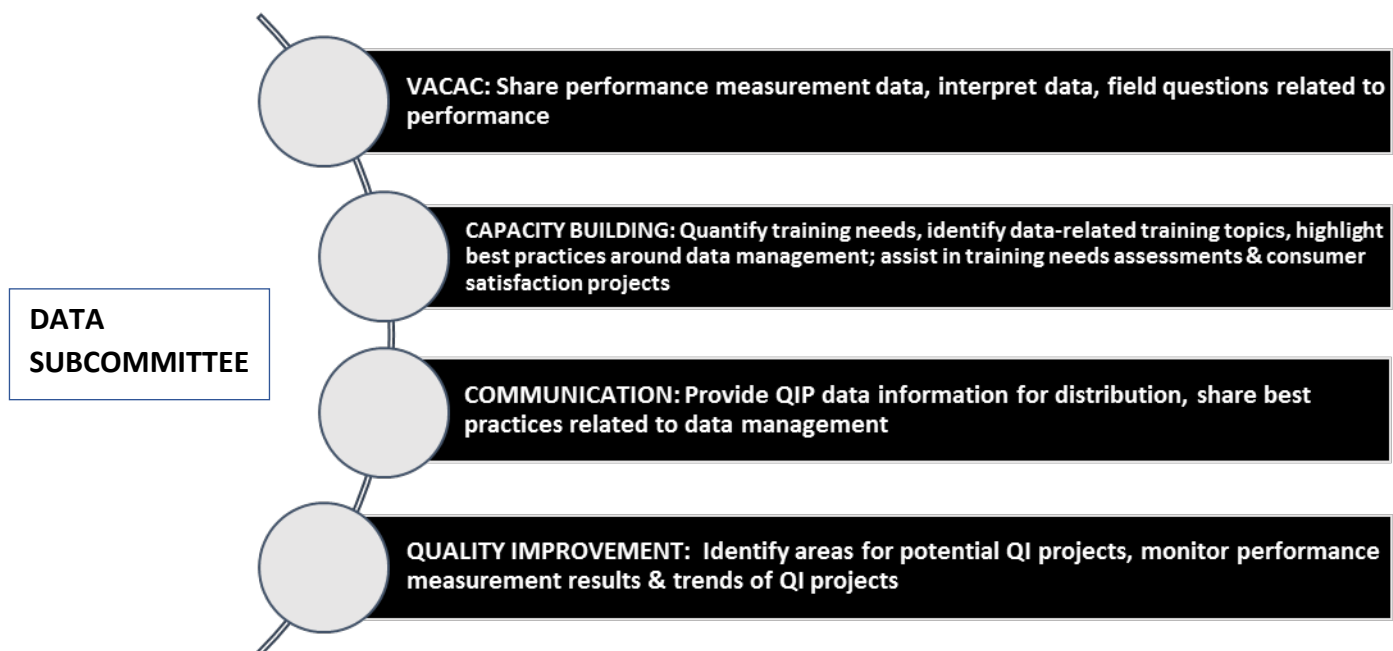 VACAC: Share performance measurement data, interpret data, field questions related to
performance
CAPACITY BUILDING: Quantify training needs, identify data-related training topics, highlight
best practices around data management; assist in training needs assessments & consumer
satisfaction projects
DATA
SUBCOMMITTEE
COMMUNICATION: Provide QIP data information for distribution, share best
practices related to data management
QUALITY IMPROVEMENT:  Identify areas for potential QI projects, monitor performance
measurement results & trends of QI projects